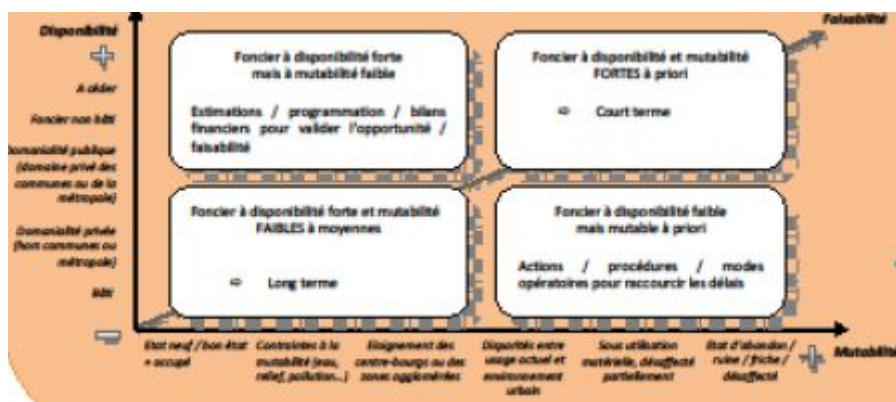 Disponibilité
Faisabilité
A céder
Foncier non bâti
Domanialité publique
(domaine privé des
communes ou de la
métropole)
Domanialité privée
(hors communes ou
métropole)
Bâti
Foncier à disponibilité forte
mais à mutabilité faible
Estimations / programmation / bilans
financiers pour valider l'opportunité /
faisabilité
Foncier à disponibilité et mutabilité
FORTES à priori
⇨ Court terme
Foncier à disponibilité forte et mutabilité
FAIBLES à moyennes
⇨ Long terme
Foncier à disponibilité faible
mais mutable à priori
Actions / procédures / modes
opératoires pour raccourcir les délais
Etat neuf / bon état
+ occupé
Contraintes à la
mutabilité (eau,
relief, pollution...)
Eloignement des
centre-bourgs ou des
zones agglomérées
Disparités entre
usage actuel et
environnement
urbain
Sous utilisation
matérielle, désaffecté
partiellement
Etat d'abandon /
ruine / friche /
désaffecté
Mutabilité